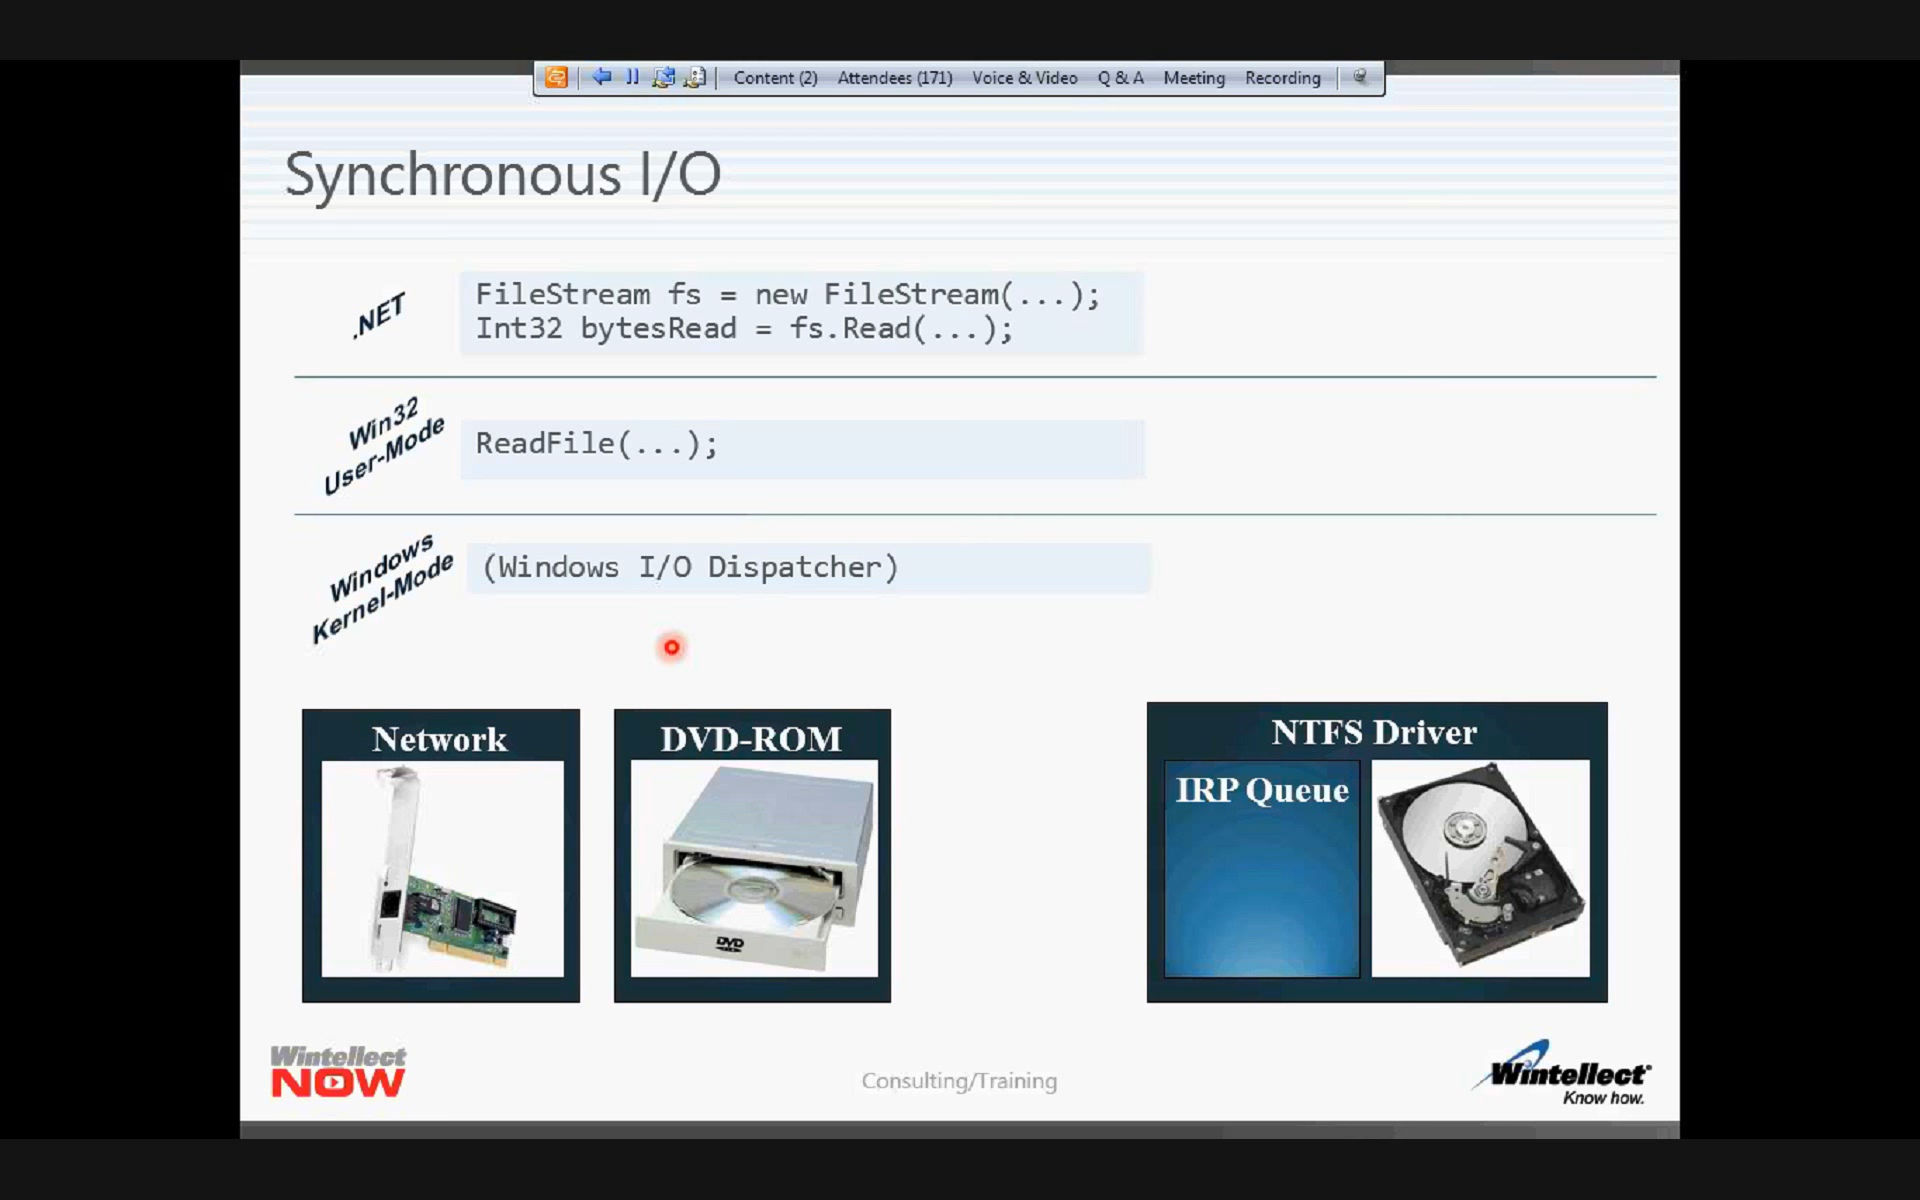 Content (2) Attendees (171) Voice & Video Q & A Meeting Recording
Synchronous I/O
.NET
FileStream fs = new FileStream(...);
Int32 bytesRead = fs.Read(...);
Win32
User-Mode
ReadFile(...);
Windows
Kernel-Mode
(Windows I/O Dispatcher)
Network
DVD-ROM
NTFS Driver
IRP Queue
DVD
Wintellect
NOW
Consulting/Training
Wintellect
Know how.